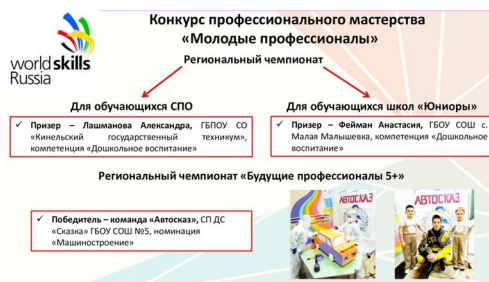 Конкурс профессионального мастерства
«Молодые профессионалы»
world skills
Russia
Региональный чемпионат
Для обучающихся СПО
Для обучающихся школ «Юниоры»
✓ Призер – Лашманова Александра, ГБПОУ СО
«Кинельский государственный техникум»,
компетенция «Дошкольное воспитание»
✓ Призер – Фейман Анастасия, ГБОУ СОШ с.
Малая Малышевка, компетенция «Дошкольное
воспитание»
Региональный чемпионат «Будущие профессионалы 5+»
✓ Победитель – команда «Автосказ», СП ДС
«Сказка» ГБОУ СОШ №5, номинация
«Машиностроение»
АВТОСКАЗ
АВТОСКАЗ